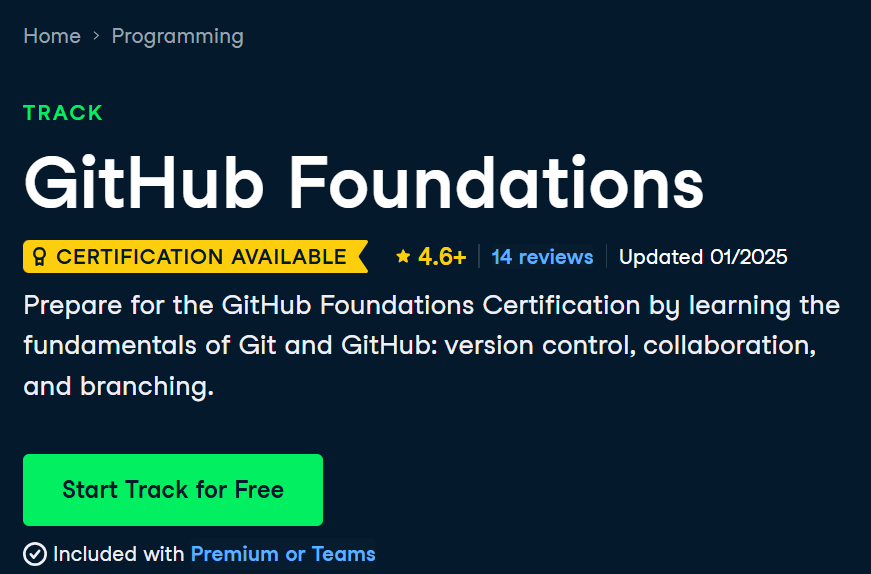 Home > Programming
TRACK
GitHub Foundations
CERTIFICATION AVAILABLE 4.6+ 14 reviews Updated 01/2025
Prepare for the GitHub Foundations Certification by learning the
fundamentals of Git and GitHub: version control, collaboration,
and branching.
Start Track for Free
Included with Premium or Teams